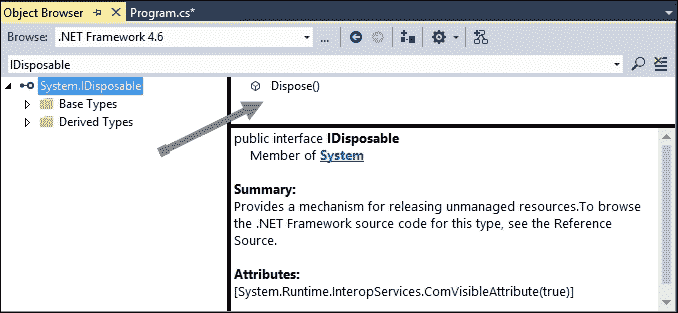 Object Browser Program.cs*
Browse: .NET Framework 4.6 ...
IDisposable
System.IDisposable
Base Types
Derived Types
Dispose()
public interface IDisposable
Member of System
Summary:
Provides a mechanism for releasing unmanaged resources.To browse
the .NET Framework source code for this type, see the Reference
Source.
Attributes:
[System.Runtime.InteropServices.ComVisibleAttribute(true)]